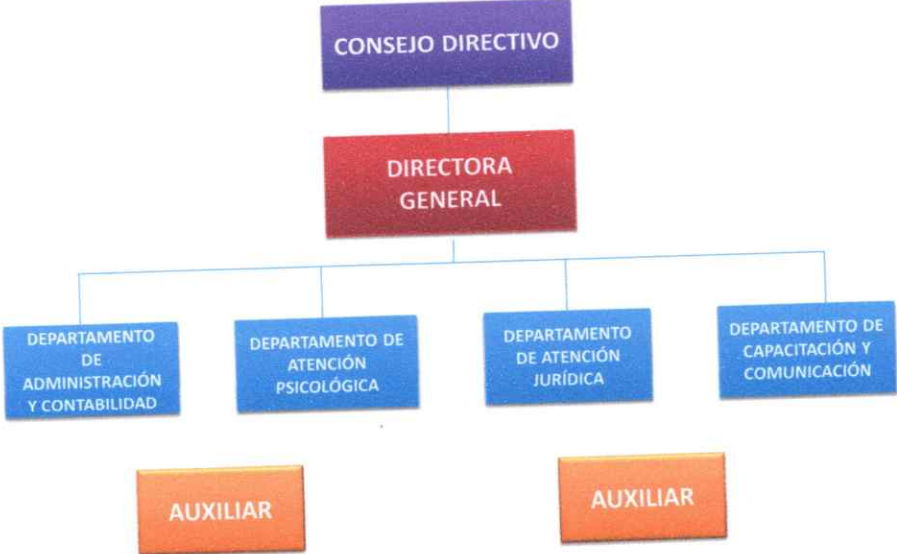 CONSEJO DIRECTIVO
DIRECTORA
GENERAL
DEPARTAMENTO
DE
ADMINISTRACIÓN
Y CONTABILIDAD
DEPARTAMENTO DE
ATENCIÓN
PSICOLÓGICA
DEPARTAMENTO
DE ATENCIÓN
JURÍDICA
DEPARTAMENTO DE
CAPACITACIÓN Y
COMUNICACIÓN
AUXILIAR
AUXILIAR